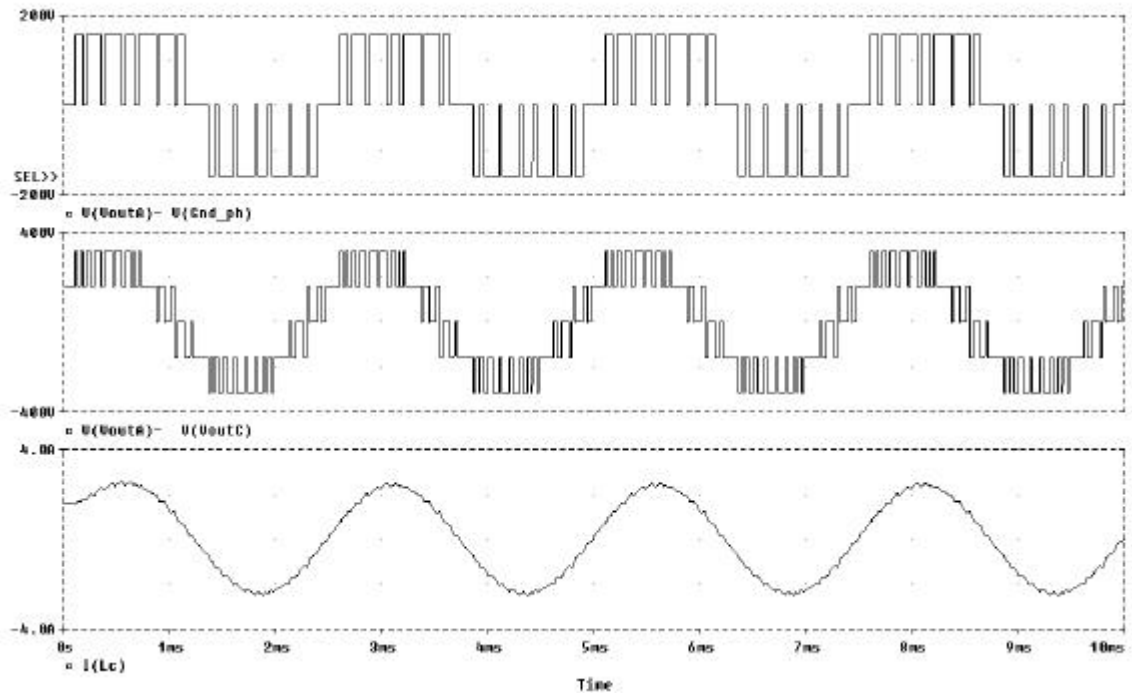 200V
SEL>>
-200V
▫ V(VoutA)- V(Gnd_ph)
400V
-400V
▫ V(VoutA)- V(VoutC)
4.0A
-4.0A
0s 1ms 2ms 3ms 4ms 5ms 6ms 7ms 8ms 9ms 10ms
▫ I(Lc)
Time